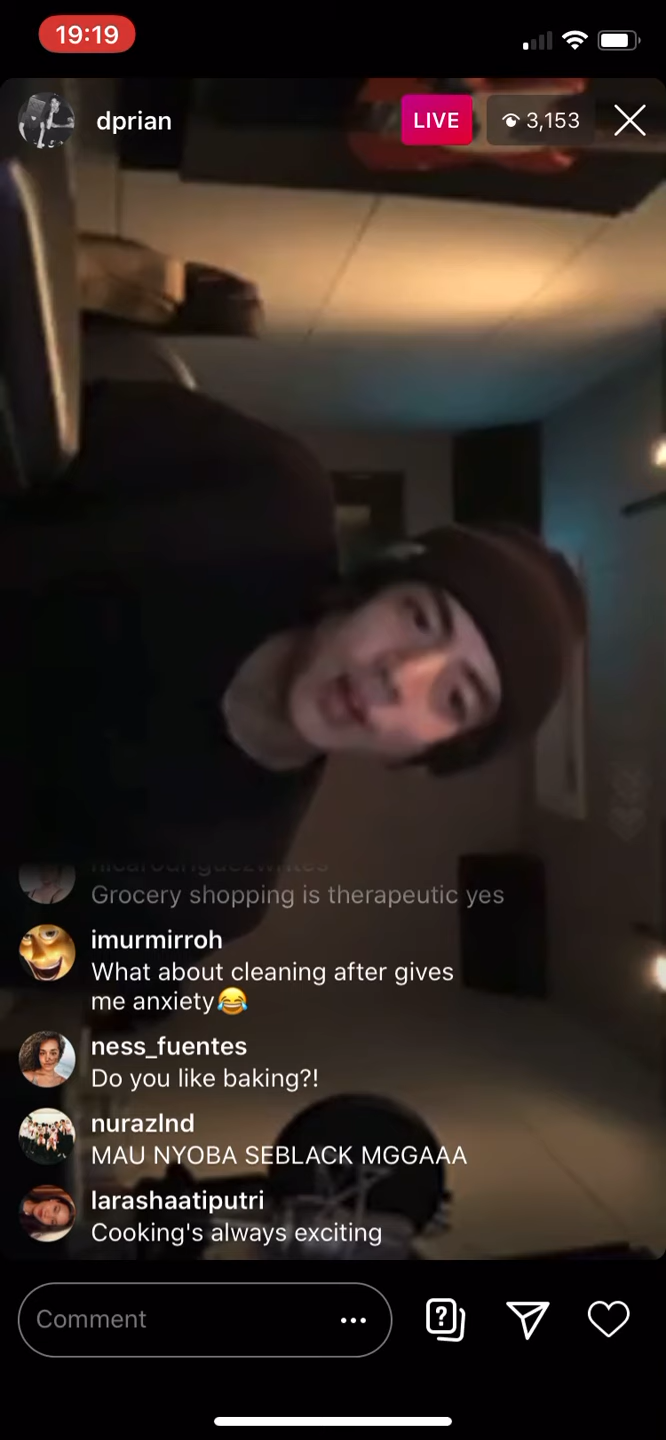 19:19
dprian
LIVE
3,153
Grocery shopping is therapeutic yes
imurmirroh
What about cleaning after gives
me anxiety😂
ness_fuentes
Do you like baking?!
nurazlnd
MAU NYOBA SEBLACK MGGAAA
larashaatiputri
Cooking's always exciting
Comment